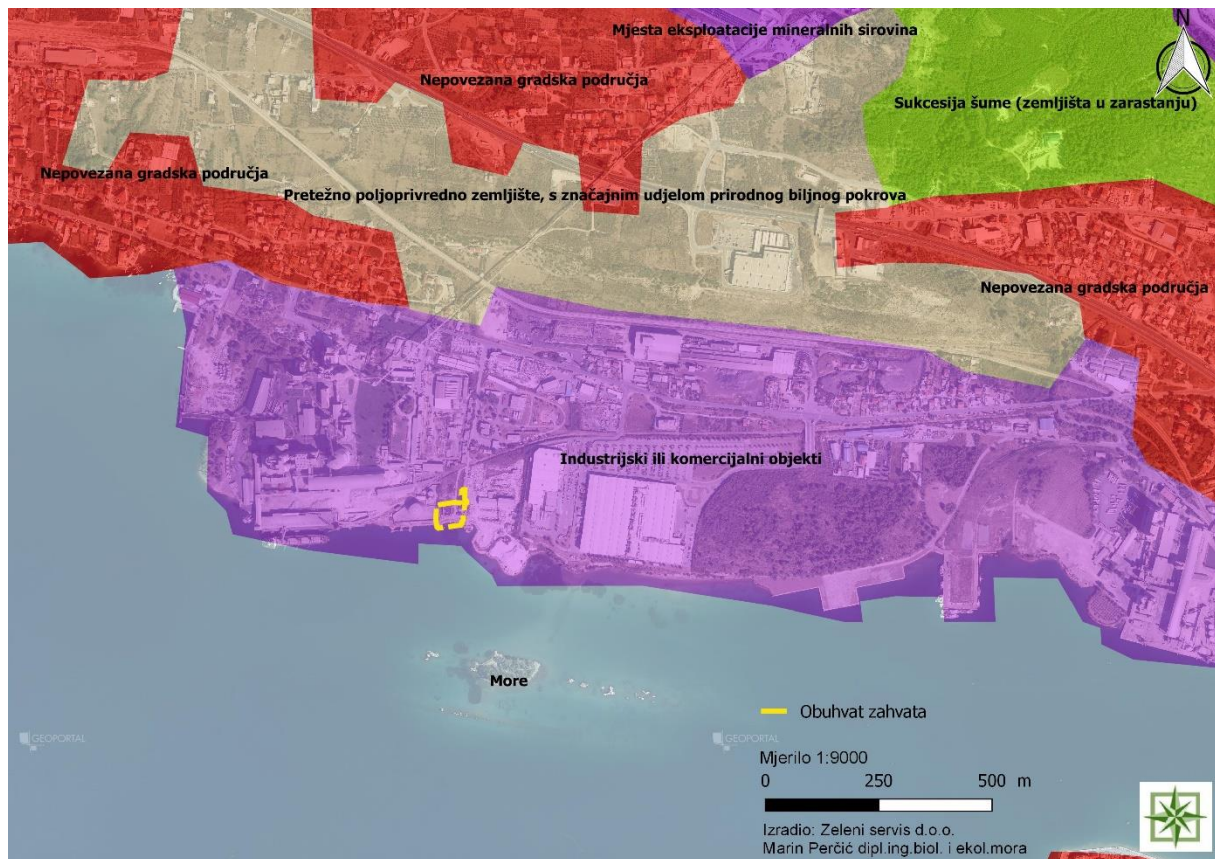 Mjesta eksploatacije mineralnih sirovina
N
Nepovezana gradska područja
Sukcesija šume (zemljišta u zarastanju)
Nepovezana gradska područja
Pretežno poljoprivredno zemljište, s značajnim udjelom prirodnog biljnog pokrova
Nepovezana gradska područja
Industrijski ili komercijalni objekti
More
Obuhvat zahvata
GEOPORTAL
GEOPORTAL
Mjerilo 1:9000
0 250 500 m
Izradio: Zeleni servis d.o.o.
Marin Perčić dipl.ing.biol. i ekol.mora